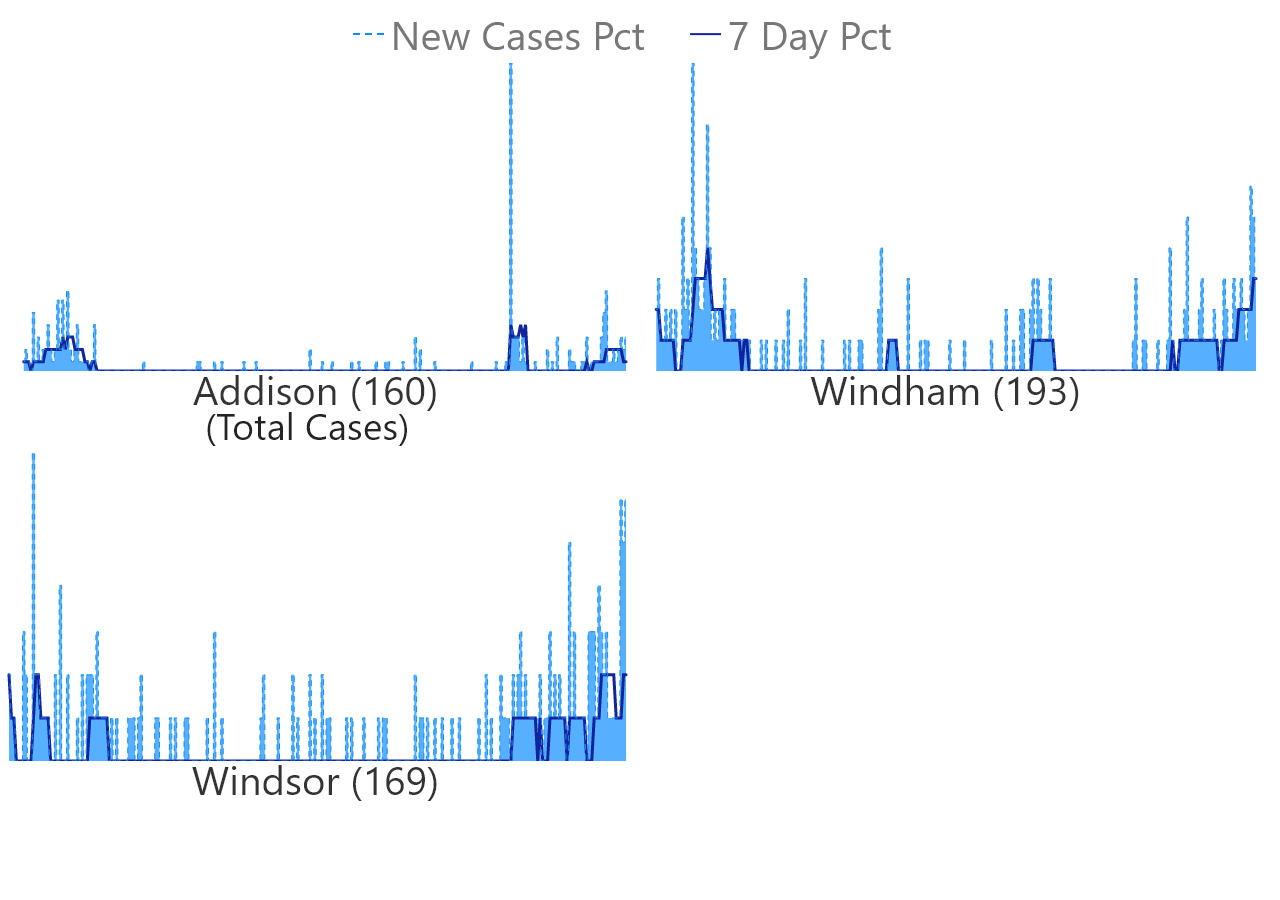 New Cases Pct 7 Day Pct
Addison (160)
(Total Cases)
Windham (193)
Windsor (169)